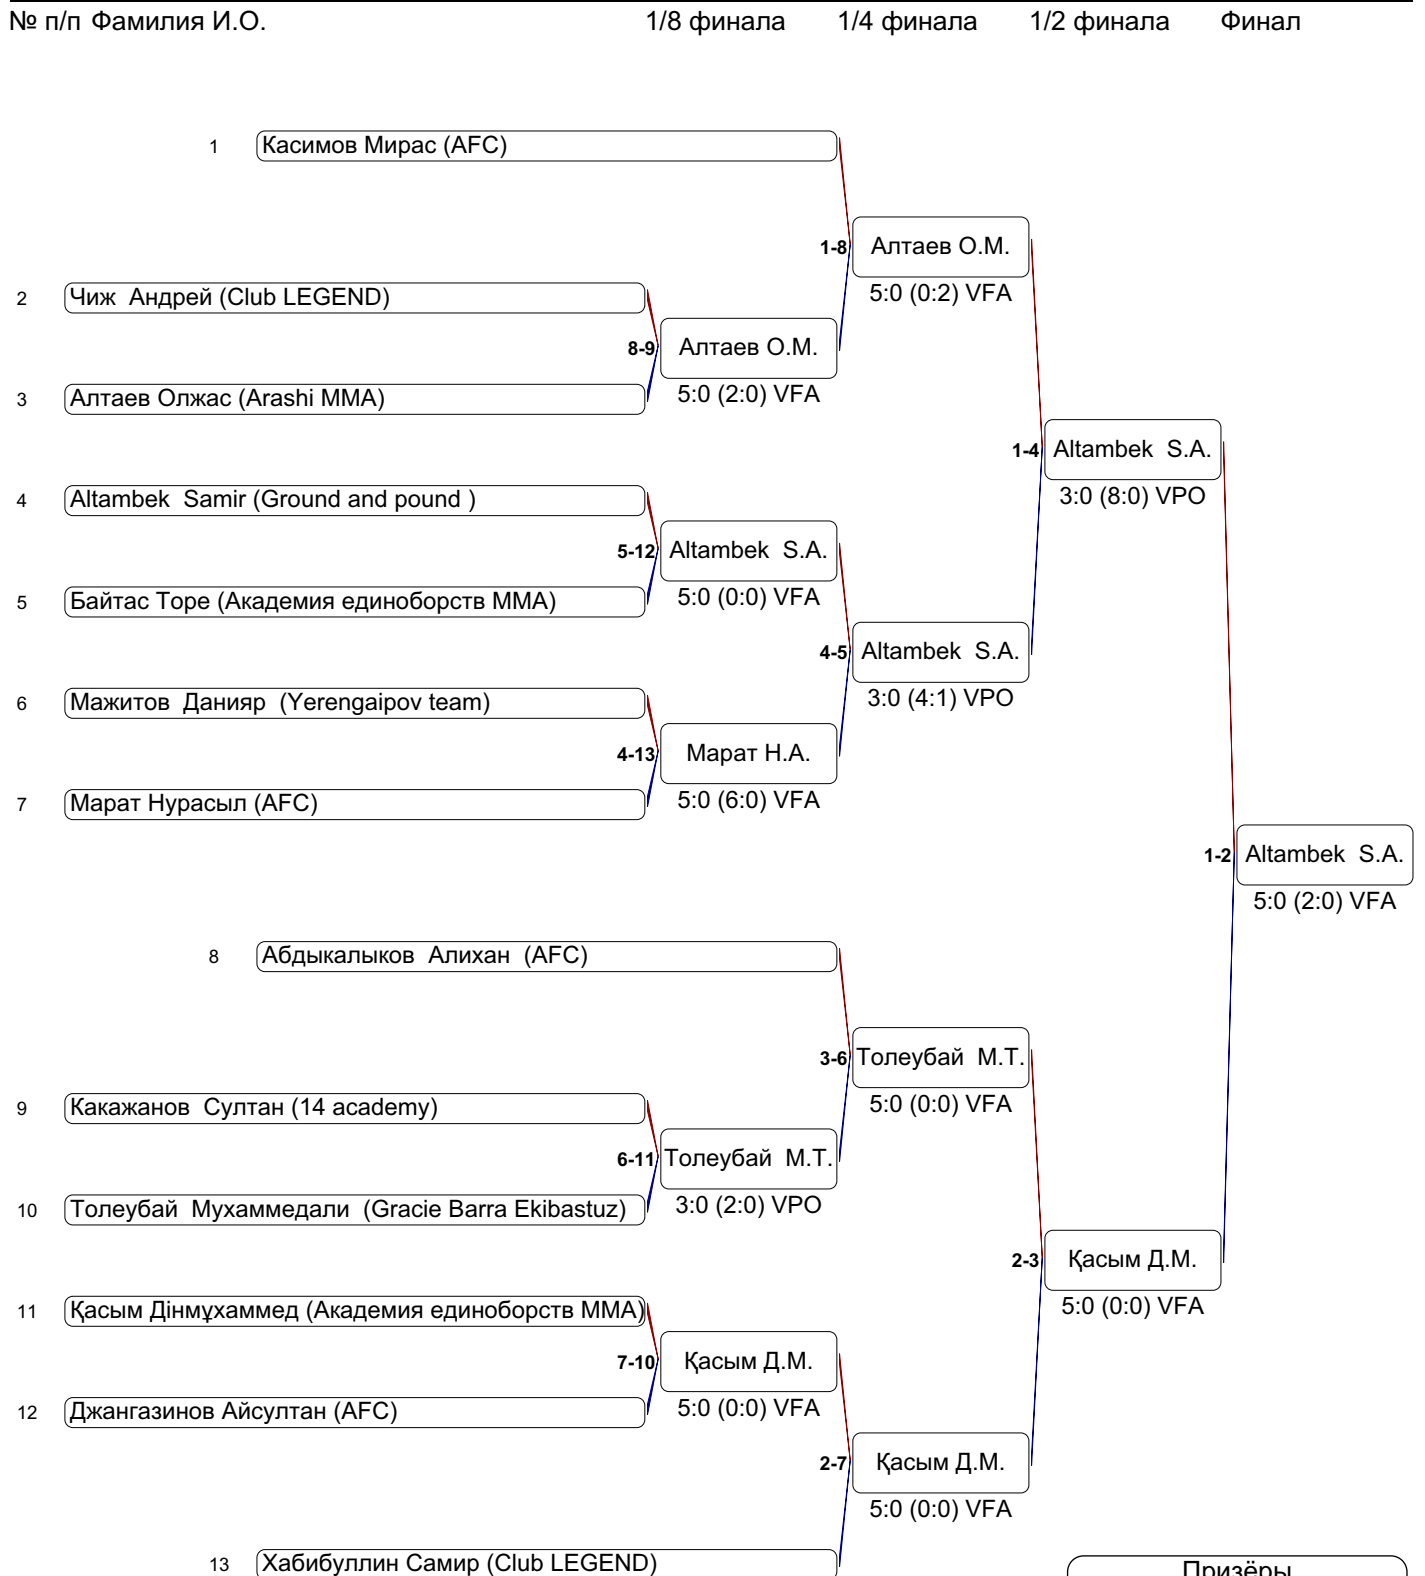 № п/п Фамилия И.О. 1/8 финала 1/4 финала 1/2 финала Финал
1 Касимов Мирас (AFC)
1-8 Алтаев О.М.
5:0 (0:2) VFA
2 Чиж Андрей (Club LEGEND)
8-9 Алтаев О.М.
5:0 (2:0) VFA
3 Алтаев Олжас (Arashi MMA)
1-4 Altambek S.A.
3:0 (8:0) VPO
4 Altambek Samir (Ground and pound )
5-12 Altambek S.A.
5:0 (0:0) VFA
5 Байтас Торе (Академия единоборств ММА)
4-5 Altambek S.A.
3:0 (4:1) VPO
6 Мажитов Данияр (Yerengaipov team)
4-13 Марат Н.А.
5:0 (6:0) VFA
7 Марат Нурасыл (AFC)
1-2 Altambek S.A.
5:0 (2:0) VFA
8 Абдыкалыков Алихан (AFC)
3-6 Толеубай М.Т.
5:0 (0:0) VFA
9 Какажанов Султан (14 academy)
6-11 Толеубай М.Т.
3:0 (2:0) VPO
10 Толеубай Мухаммедали (Gracie Barra Ekibastuz)
2-3 Қасым Д.М.
5:0 (0:0) VFA
11 Қасым Дінмұхаммед (Академия единоборств ММА)
7-10 Қасым Д.М.
5:0 (0:0) VFA
12 Джангазинов Айсултан (AFC)
2-7 Қасым Д.М.
5:0 (0:0) VFA
13 Хабибуллин Самир (Club LEGEND)
Призёры